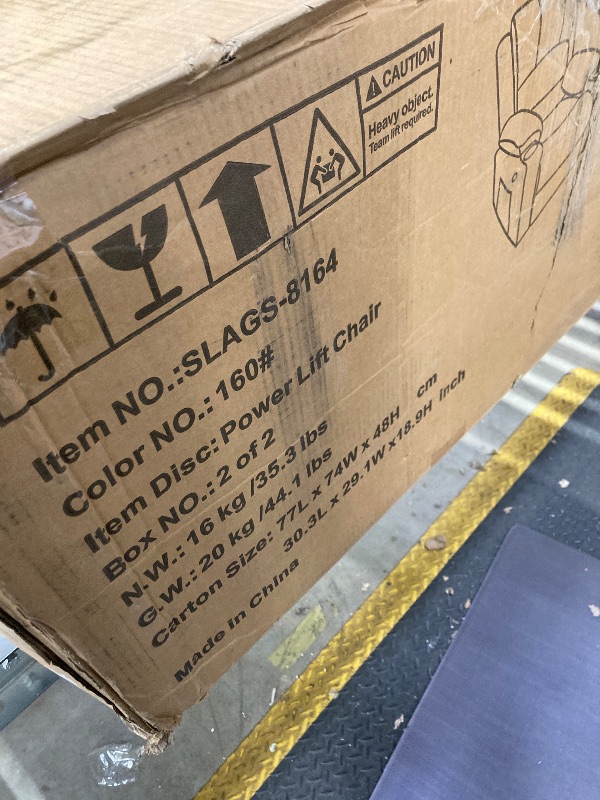 CAUTION
Heavy object.
Team lift required.
Item NO.:SLAGS-8164
Color NO.: 160#
Item Disc: Power Lift Chair
Box NO.: 2 of 2
N.W.: 16 kg /35.3 lbs
G.W.: 20 kg /44.1 lbs
Carton Size: 77L x 74W x 48H cm
30.3L x 29.1W x18.9H inch
Made in China